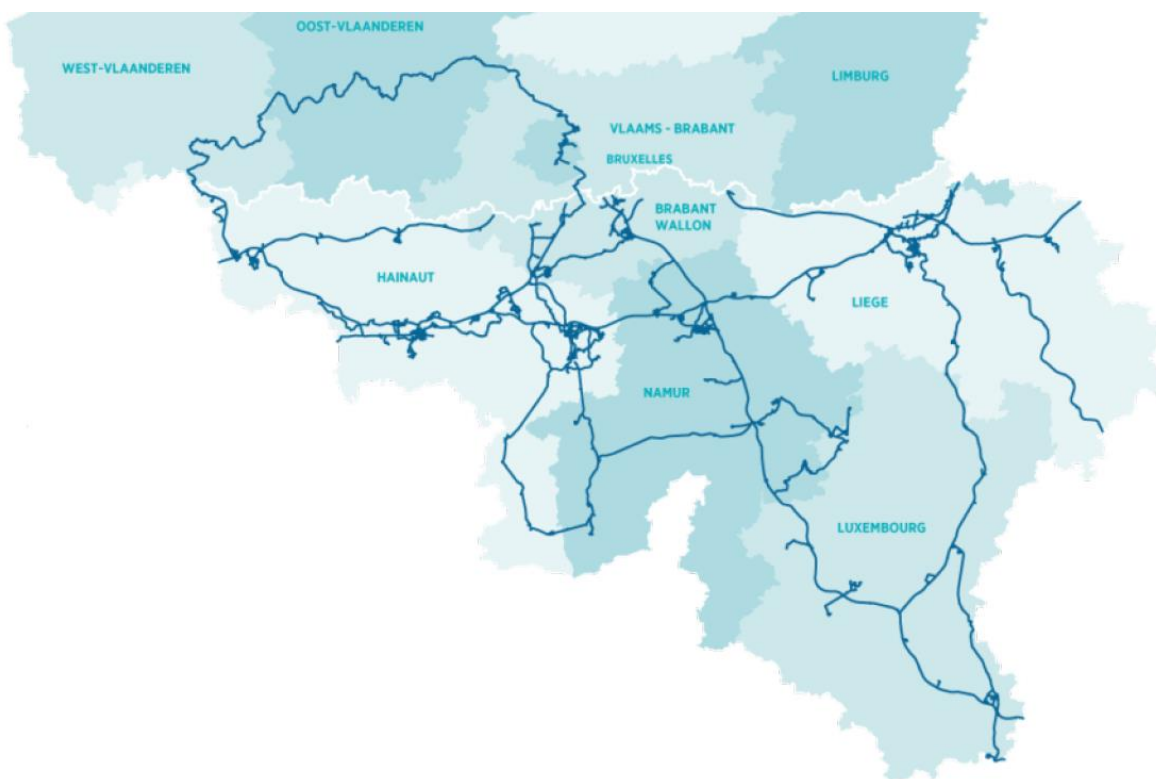 OOST-VLAANDEREN
WEST-VLAANDEREN
LIMBURG
VLAAMS - BRABANT
BRUXELLES
BRABANT
WALLON
HAINAUT
LIEGE
NAMUR
LUXEMBOURG